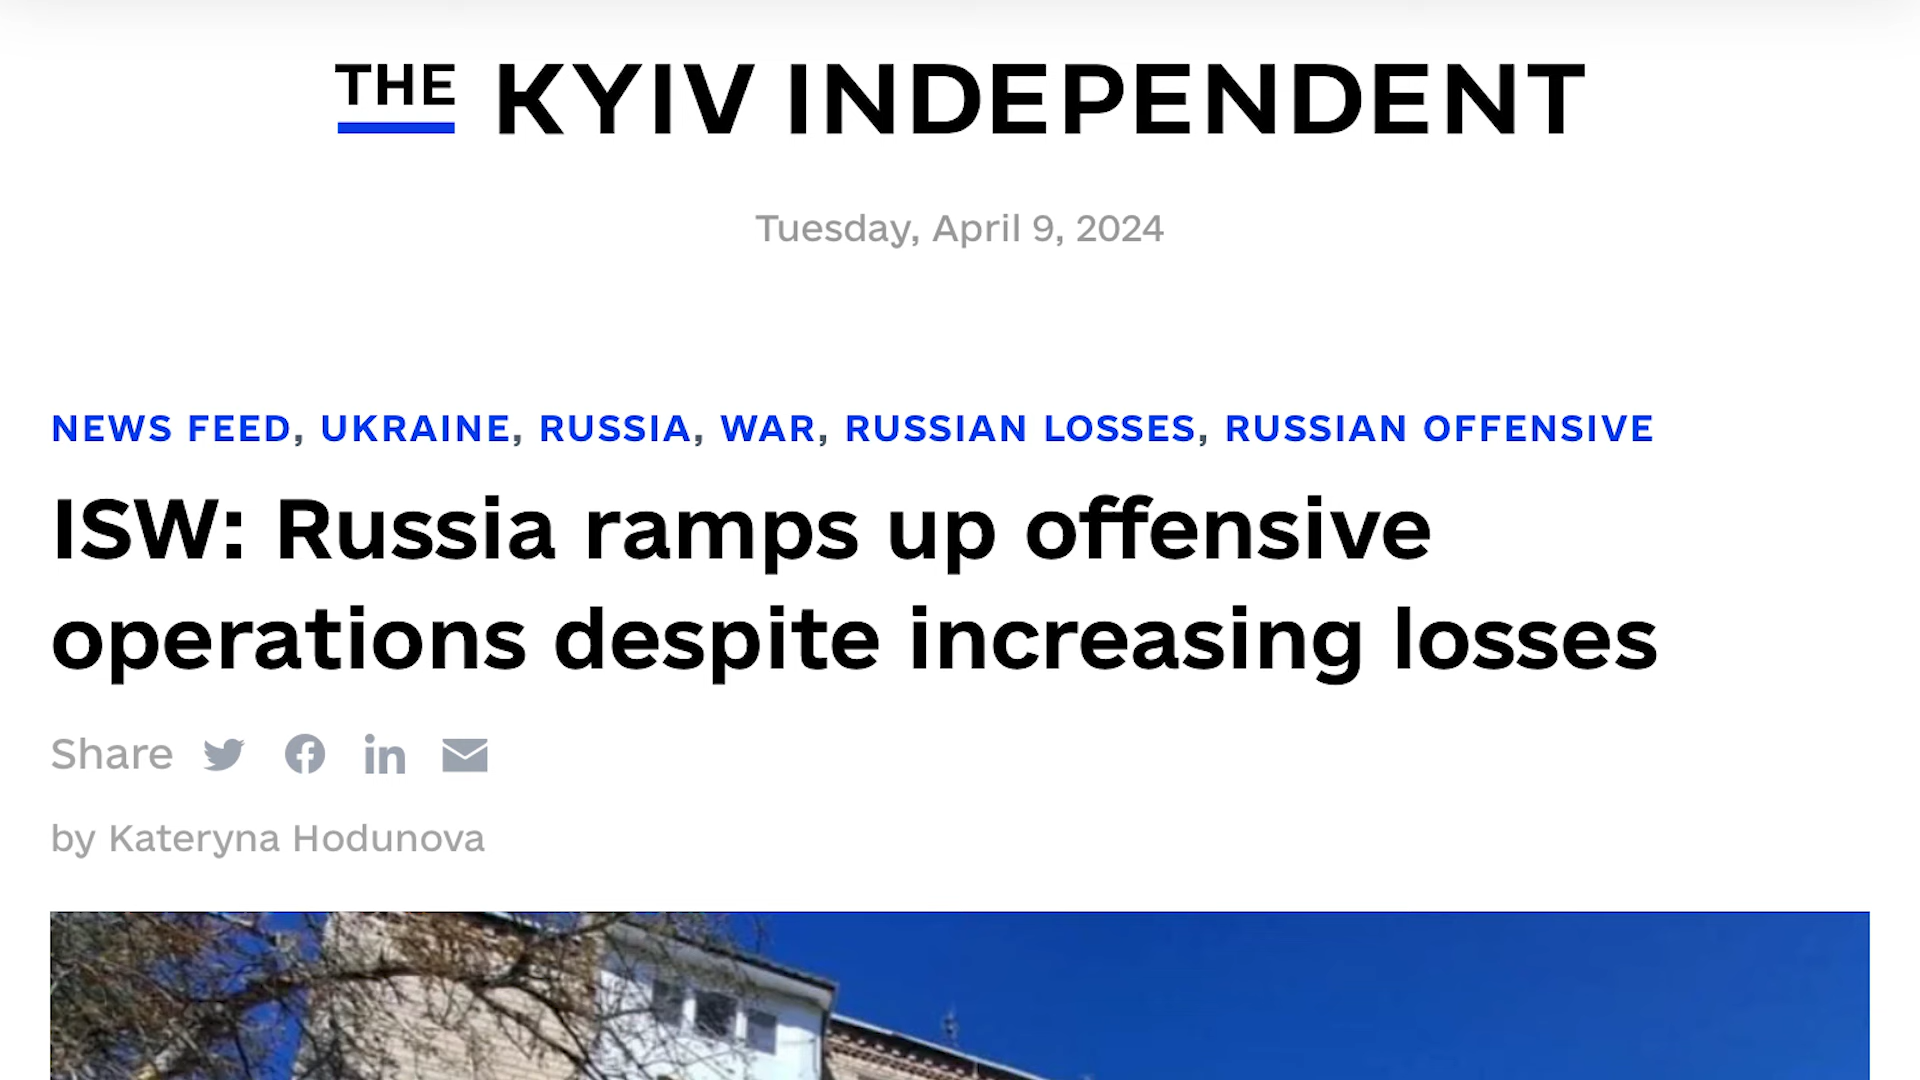 THE KYIV INDEPENDENT
Tuesday, April 9, 2024
NEWS FEED, UKRAINE, RUSSIA, WAR, RUSSIAN LOSSES, RUSSIAN OFFENSIVE
ISW: Russia ramps up offensive
operations despite increasing losses
Share
by Kateryna Hodunova